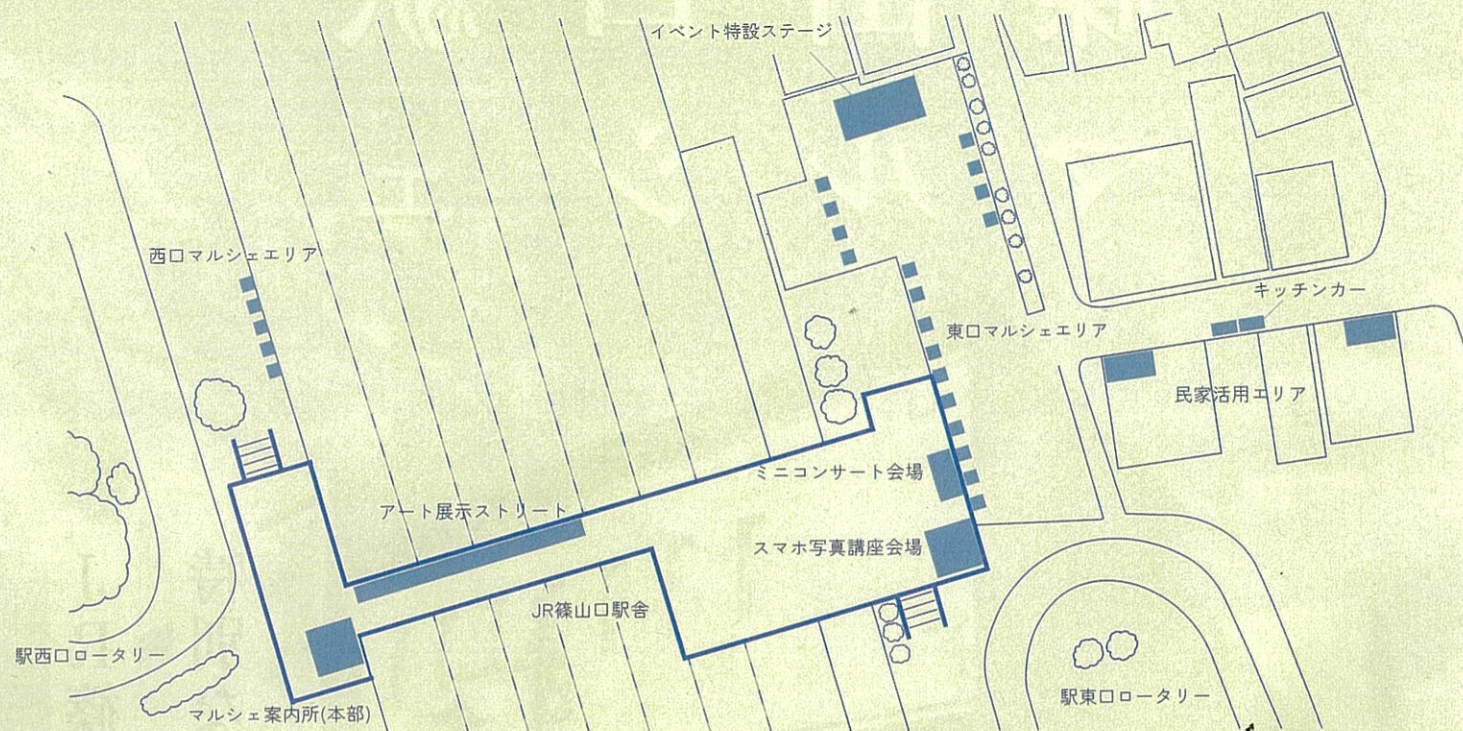 イベント特設ステージ
西口マルシェエリア
キッチンカー
東口マルシェエリア
民家活用エリア
ミニコンサート会場
アート展示ストリート
スマホ写真講座会場
JR篠山口駅舎
駅西口ロータリー
駅東口ロータリー
マルシェ案内所(本部)